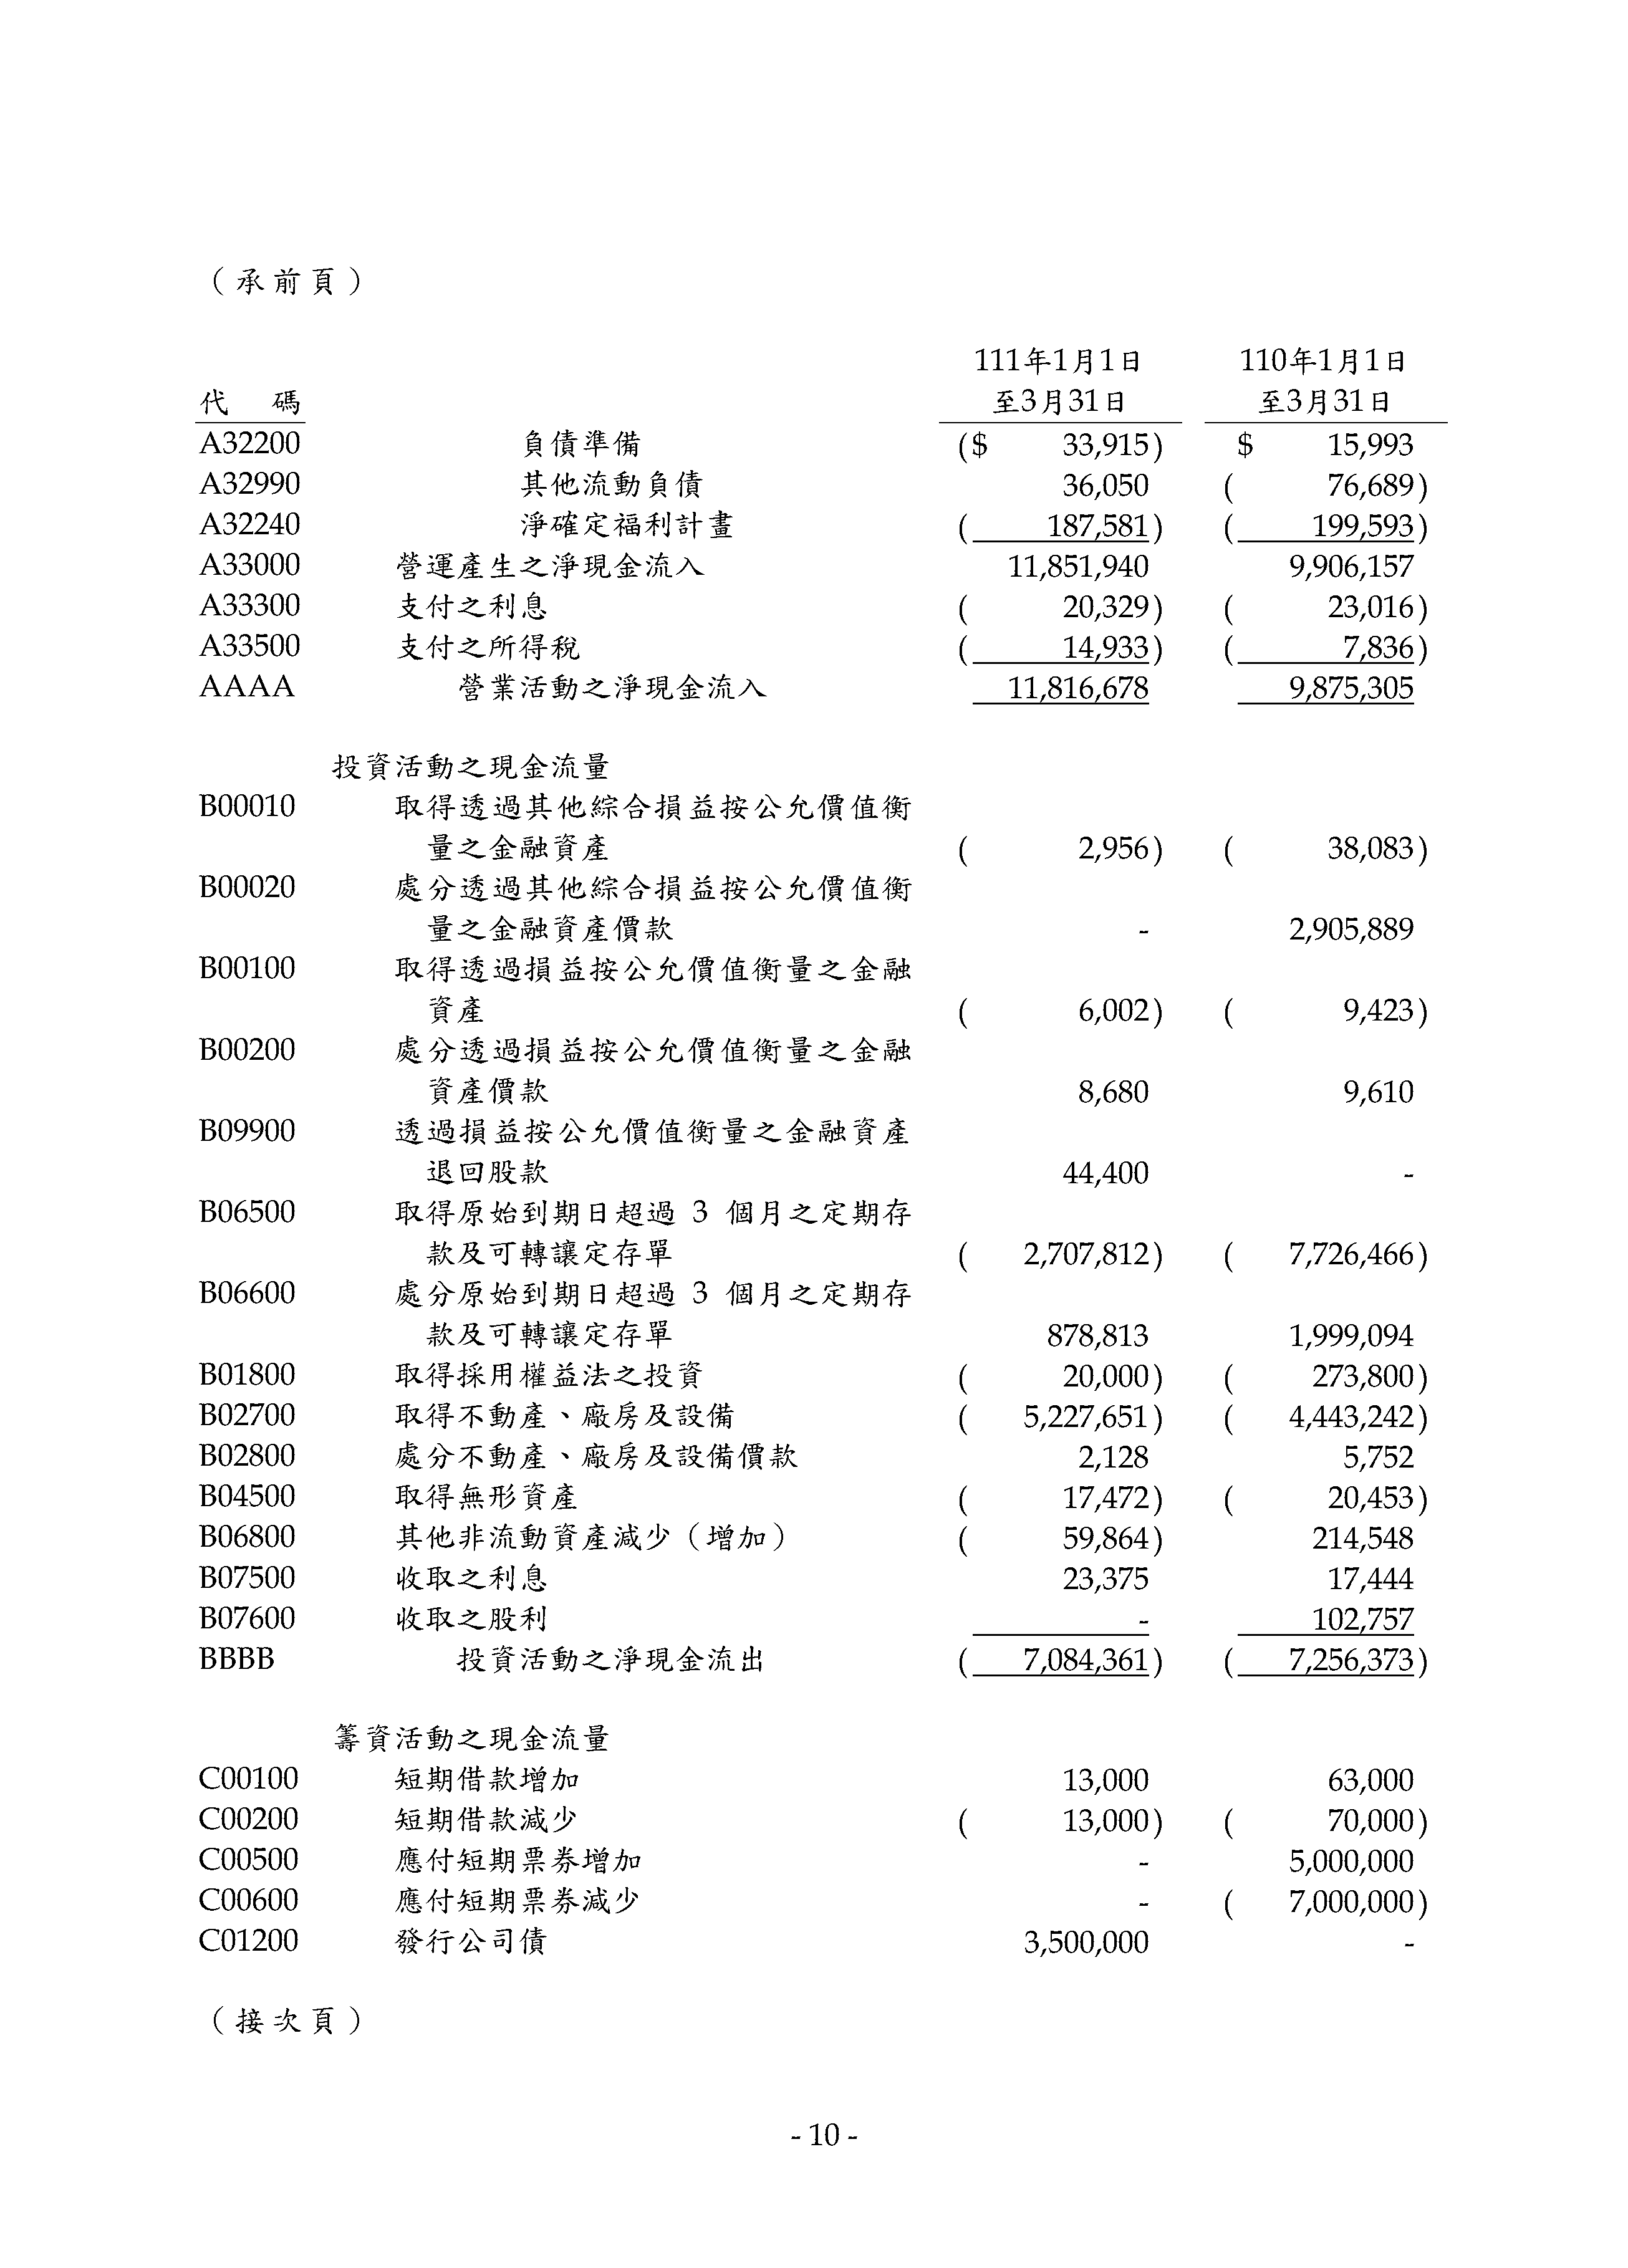 （承前頁）
111年1月1日 110年1月1日
代 碼 至3月31日 至3月31日
A32200 負債準備 ($ 33,915) $ 15,993
A32990 其他流動負債 36,050 ( 76,689)
A32240 淨確定福利計畫 ( 187,581) ( 199,593)
A33000 營運產生之淨現金流入 11,851,940 9,906,157
A33300 支付之利息 ( 20,329) ( 23,016)
A33500 支付之所得稅 ( 14,933) ( 7,836)
AAAA 營業活動之淨現金流入 11,816,678 9,875,305
投資活動之現金流量
B00010 取得透過其他綜合損益按公允價值衡
量之金融資產 ( 2,956) ( 38,083)
B00020 處分透過其他綜合損益按公允價值衡
量之金融資產價款 - 2,905,889
B00100 取得透過損益按公允價值衡量之金融
資產 ( 6,002) ( 9,423)
B00200 處分透過損益按公允價值衡量之金融
資產價款 8,680 9,610
B09900 透過損益按公允價值衡量之金融資產
退回股款 44,400 -
B06500 取得原始到期日超過 3 個月之定期存
款及可轉讓定存單 ( 2,707,812) ( 7,726,466)
B06600 處分原始到期日超過 3 個月之定期存
款及可轉讓定存單 878,813 1,999,094
B01800 取得採用權益法之投資 ( 20,000) ( 273,800)
B02700 取得不動產、廠房及設備 ( 5,227,651) ( 4,443,242)
B02800 處分不動產、廠房及設備價款 2,128 5,752
B04500 取得無形資產 ( 17,472) ( 20,453)
B06800 其他非流動資產減少（增加） ( 59,864) 214,548
B07500 收取之利息 23,375 17,444
B07600 收取之股利 - 102,757
BBBB 投資活動之淨現金流出 ( 7,084,361) ( 7,256,373)
籌資活動之現金流量
C00100 短期借款增加 13,000 63,000
C00200 短期借款減少 ( 13,000) ( 70,000)
C00500 應付短期票券增加 - 5,000,000
C00600 應付短期票券減少 - ( 7,000,000)
C01200 發行公司債 3,500,000 -
（接次頁）
- 10 -